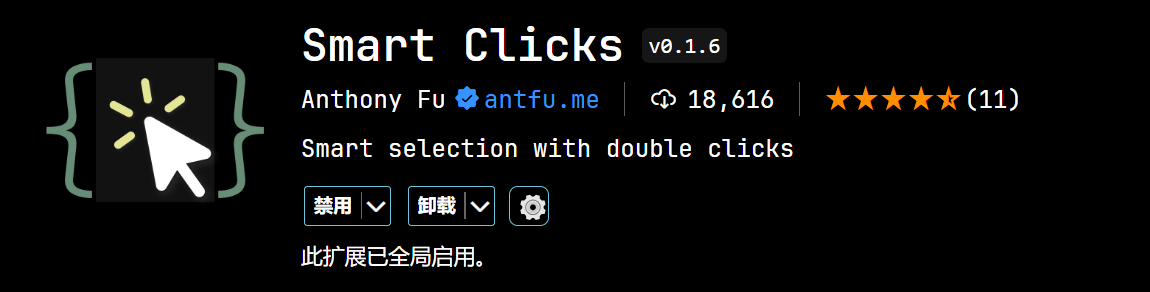 Smart Clicks v0.1.6
Anthony Fu antfu.me 18,616 (11)
Smart selection with double clicks
禁用 卸载
此扩展已全局启用。